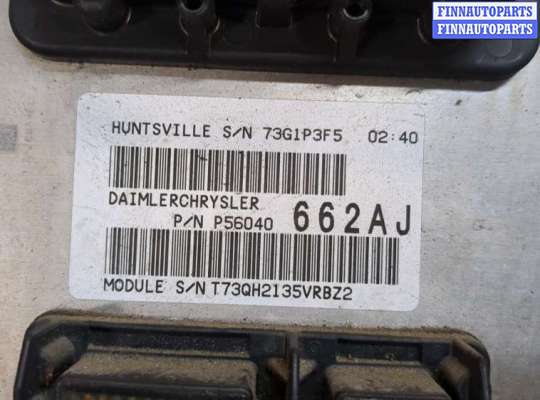 FINNAUTOPARTS
FINNAUTOPARTS
HUNTSVILLE S/N 73G1P3F5 02:40
DAIMLERCHRYSLER
P/N P56040 662AJ
MODULE S/N T73QH2135VRBZ2